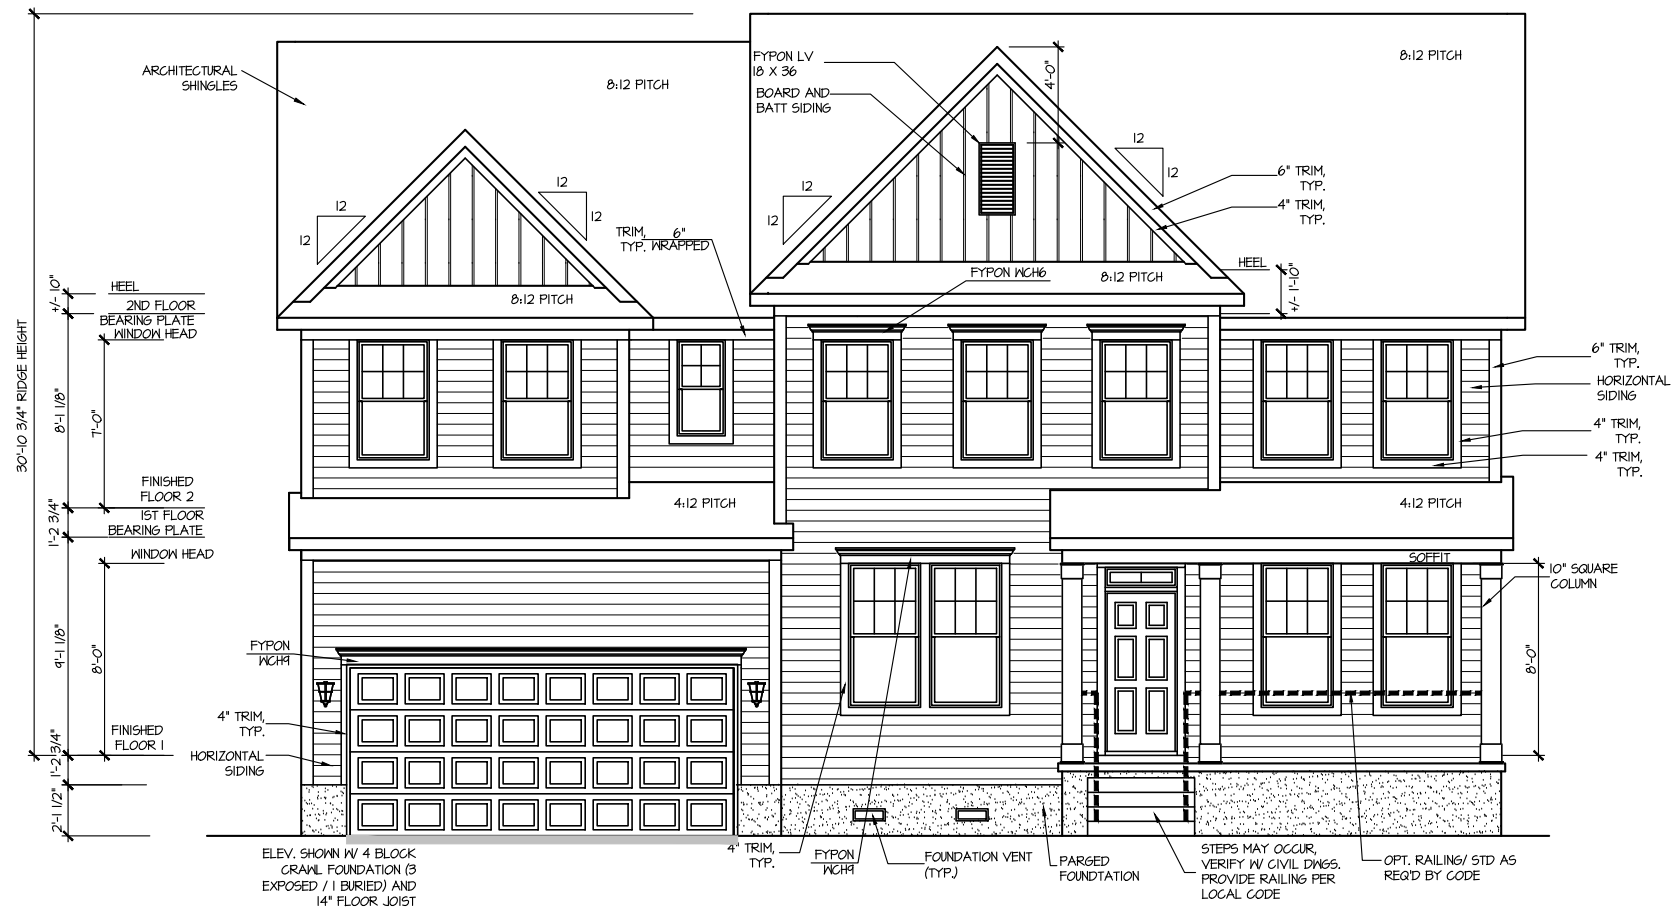 ARCHITECTURAL
SHINGLES
8:12 PITCH
FYPON LV
18 X 36
BOARD AND
BATT SIDING
4'-0"
8:12 PITCH
12
12
12
12
12
12
12
12
6" TRIM,
TYP.
4" TRIM,
TYP.
TRIM, 6"
TYP. WRAPPED
FYPON WCH6
8:12 PITCH
HEEL
+/- 1'-10"
8:12 PITCH
30'-10 3/4" RIDGE HEIGHT
+/- 10"
HEEL
2ND FLOOR
BEARING PLATE
WINDOW HEAD
8'-1 1/8"
7'-0"
FINISHED
FLOOR 2
1'-2 3/4"
1ST FLOOR
BEARING PLATE
WINDOW HEAD
9'-1 1/8"
8'-0"
FINISHED
FLOOR 1
1'-2 3/4"
2'-1 1/2"
6" TRIM,
TYP.
HORIZONTAL
SIDING
4" TRIM,
TYP.
4" TRIM,
TYP.
4:12 PITCH
4:12 PITCH
SOFFIT
10" SQUARE
COLUMN
8'-0"
FYPON
WCH9
4" TRIM,
TYP.
HORIZONTAL
SIDING
ELEV. SHOWN W/ 4 BLOCK
CRAWL FOUNDATION (3
EXPOSED / 1 BURIED) AND
14" FLOOR JOIST
4" TRIM,
TYP.
FYPON
WCH9
FOUNDATION VENT
(TYP.)
PARGED
FOUNDTATION
STEPS MAY OCCUR,
VERIFY W/ CIVIL DWGS.
PROVIDE RAILING PER
LOCAL CODE
OPT. RAILING/ STD AS
REQ'D BY CODE